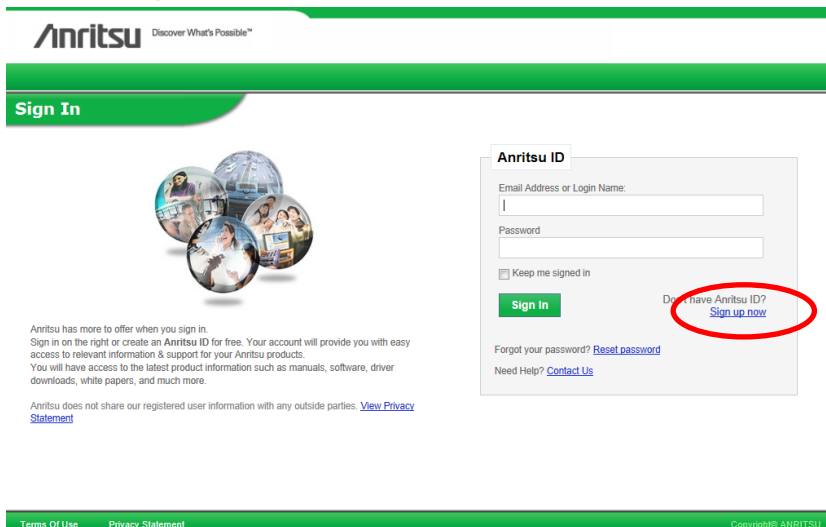 Anritsu Discover What's Possible™
Sign In
Anritsu has more to offer when you sign in.
Sign in on the right or create an Anritsu ID for free. Your account will provide you with easy
access to relevant information & support for your Anritsu products.
You will have access to the latest product information such as manuals, software, driver
downloads, white papers, and much more.
Anritsu does not share our registered user information with any outside parties. View Privacy
Statement
Anritsu ID
Email Address or Login Name:
Password
Keep me signed in
Sign In
Don't have Anritsu ID?
Sign up now
Forgot your password? Reset password
Need Help? Contact Us
Terms Of Use Privacy Statement Copyright© ANRITSU